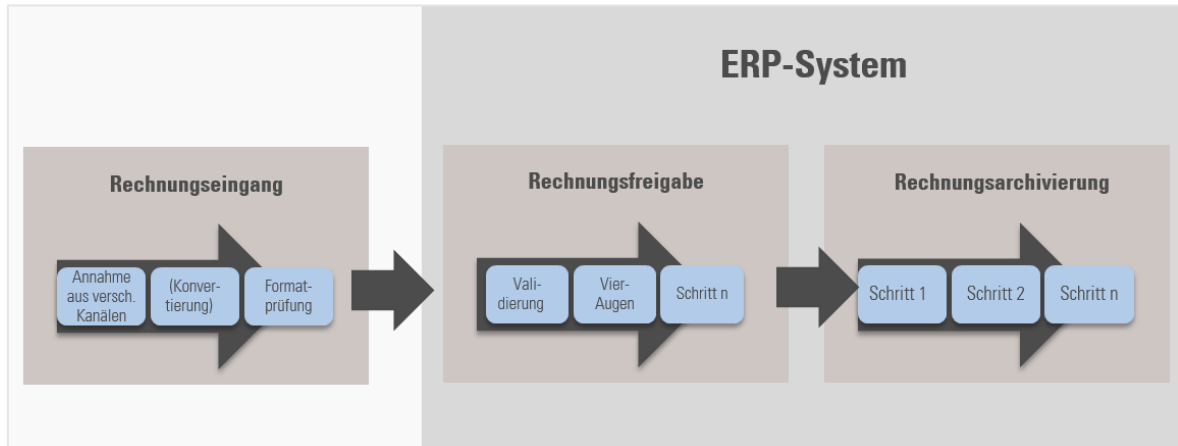 ERP-System
Rechnungseingang
Annahme
aus versch.
Kanälen
(Konver-
tierung)
Format-
prüfung
Rechnungsfreigabe
Vali-
dierung
Vier-
Augen
Schritt n
Rechnungsarchivierung
Schritt 1
Schritt 2
Schritt n